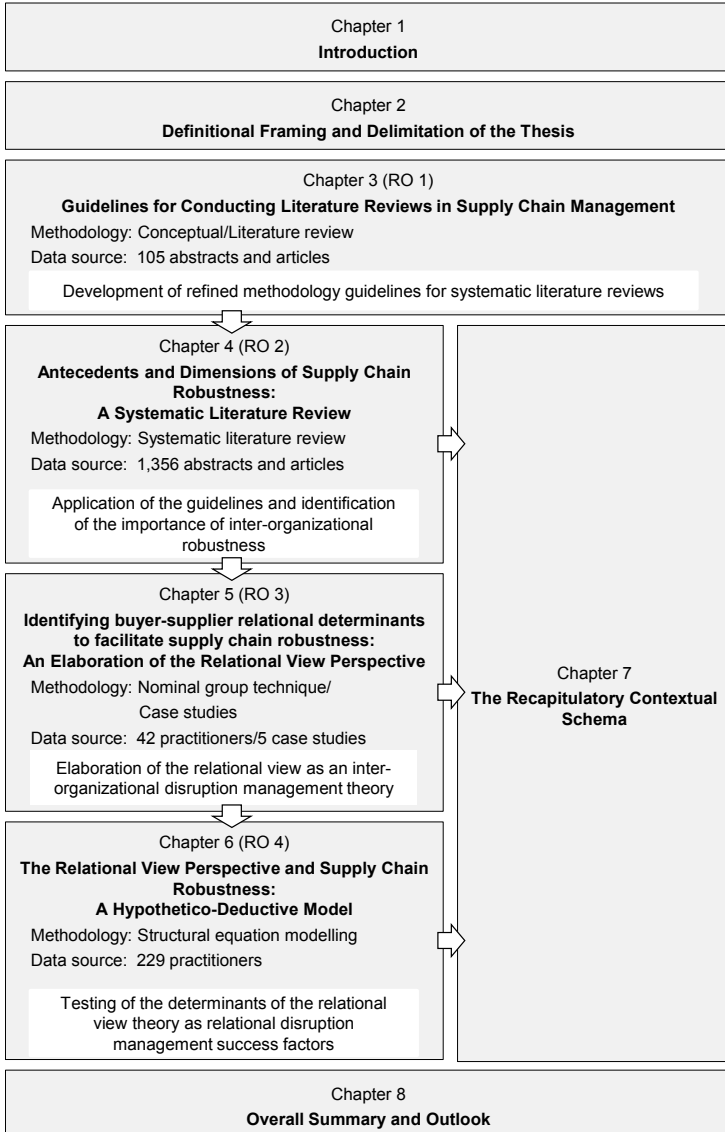 Chapter 1
Introduction
Chapter 2
Definitional Framing and Delimitation of the Thesis
Chapter 3 (RO 1)
Guidelines for Conducting Literature Reviews in Supply Chain Management
Methodology: Conceptual/Literature review
Data source: 105 abstracts and articles
Development of refined methodology guidelines for systematic literature reviews
Chapter 4 (RO 2)
Antecedents and Dimensions of Supply Chain
Robustness:
A Systematic Literature Review
Methodology: Systematic literature review
Data source: 1,356 abstracts and articles
Application of the guidelines and identification
of the importance of inter-organizational
robustness
Chapter 5 (RO 3)
Identifying buyer-supplier relational determinants
to facilitate supply chain robustness:
An Elaboration of the Relational View Perspective
Methodology: Nominal group technique/
Case studies
Data source: 42 practitioners/5 case studies
Elaboration of the relational view as an inter-
organizational disruption management theory
Chapter 6 (RO 4)
The Relational View Perspective and Supply Chain
Robustness:
A Hypothetico-Deductive Model
Methodology: Structural equation modelling
Data source: 229 practitioners
Testing of the determinants of the relational
view theory as relational disruption
management success factors
Chapter 7
The Recapitulatory Contextual
Schema
Chapter 8
Overall Summary and Outlook